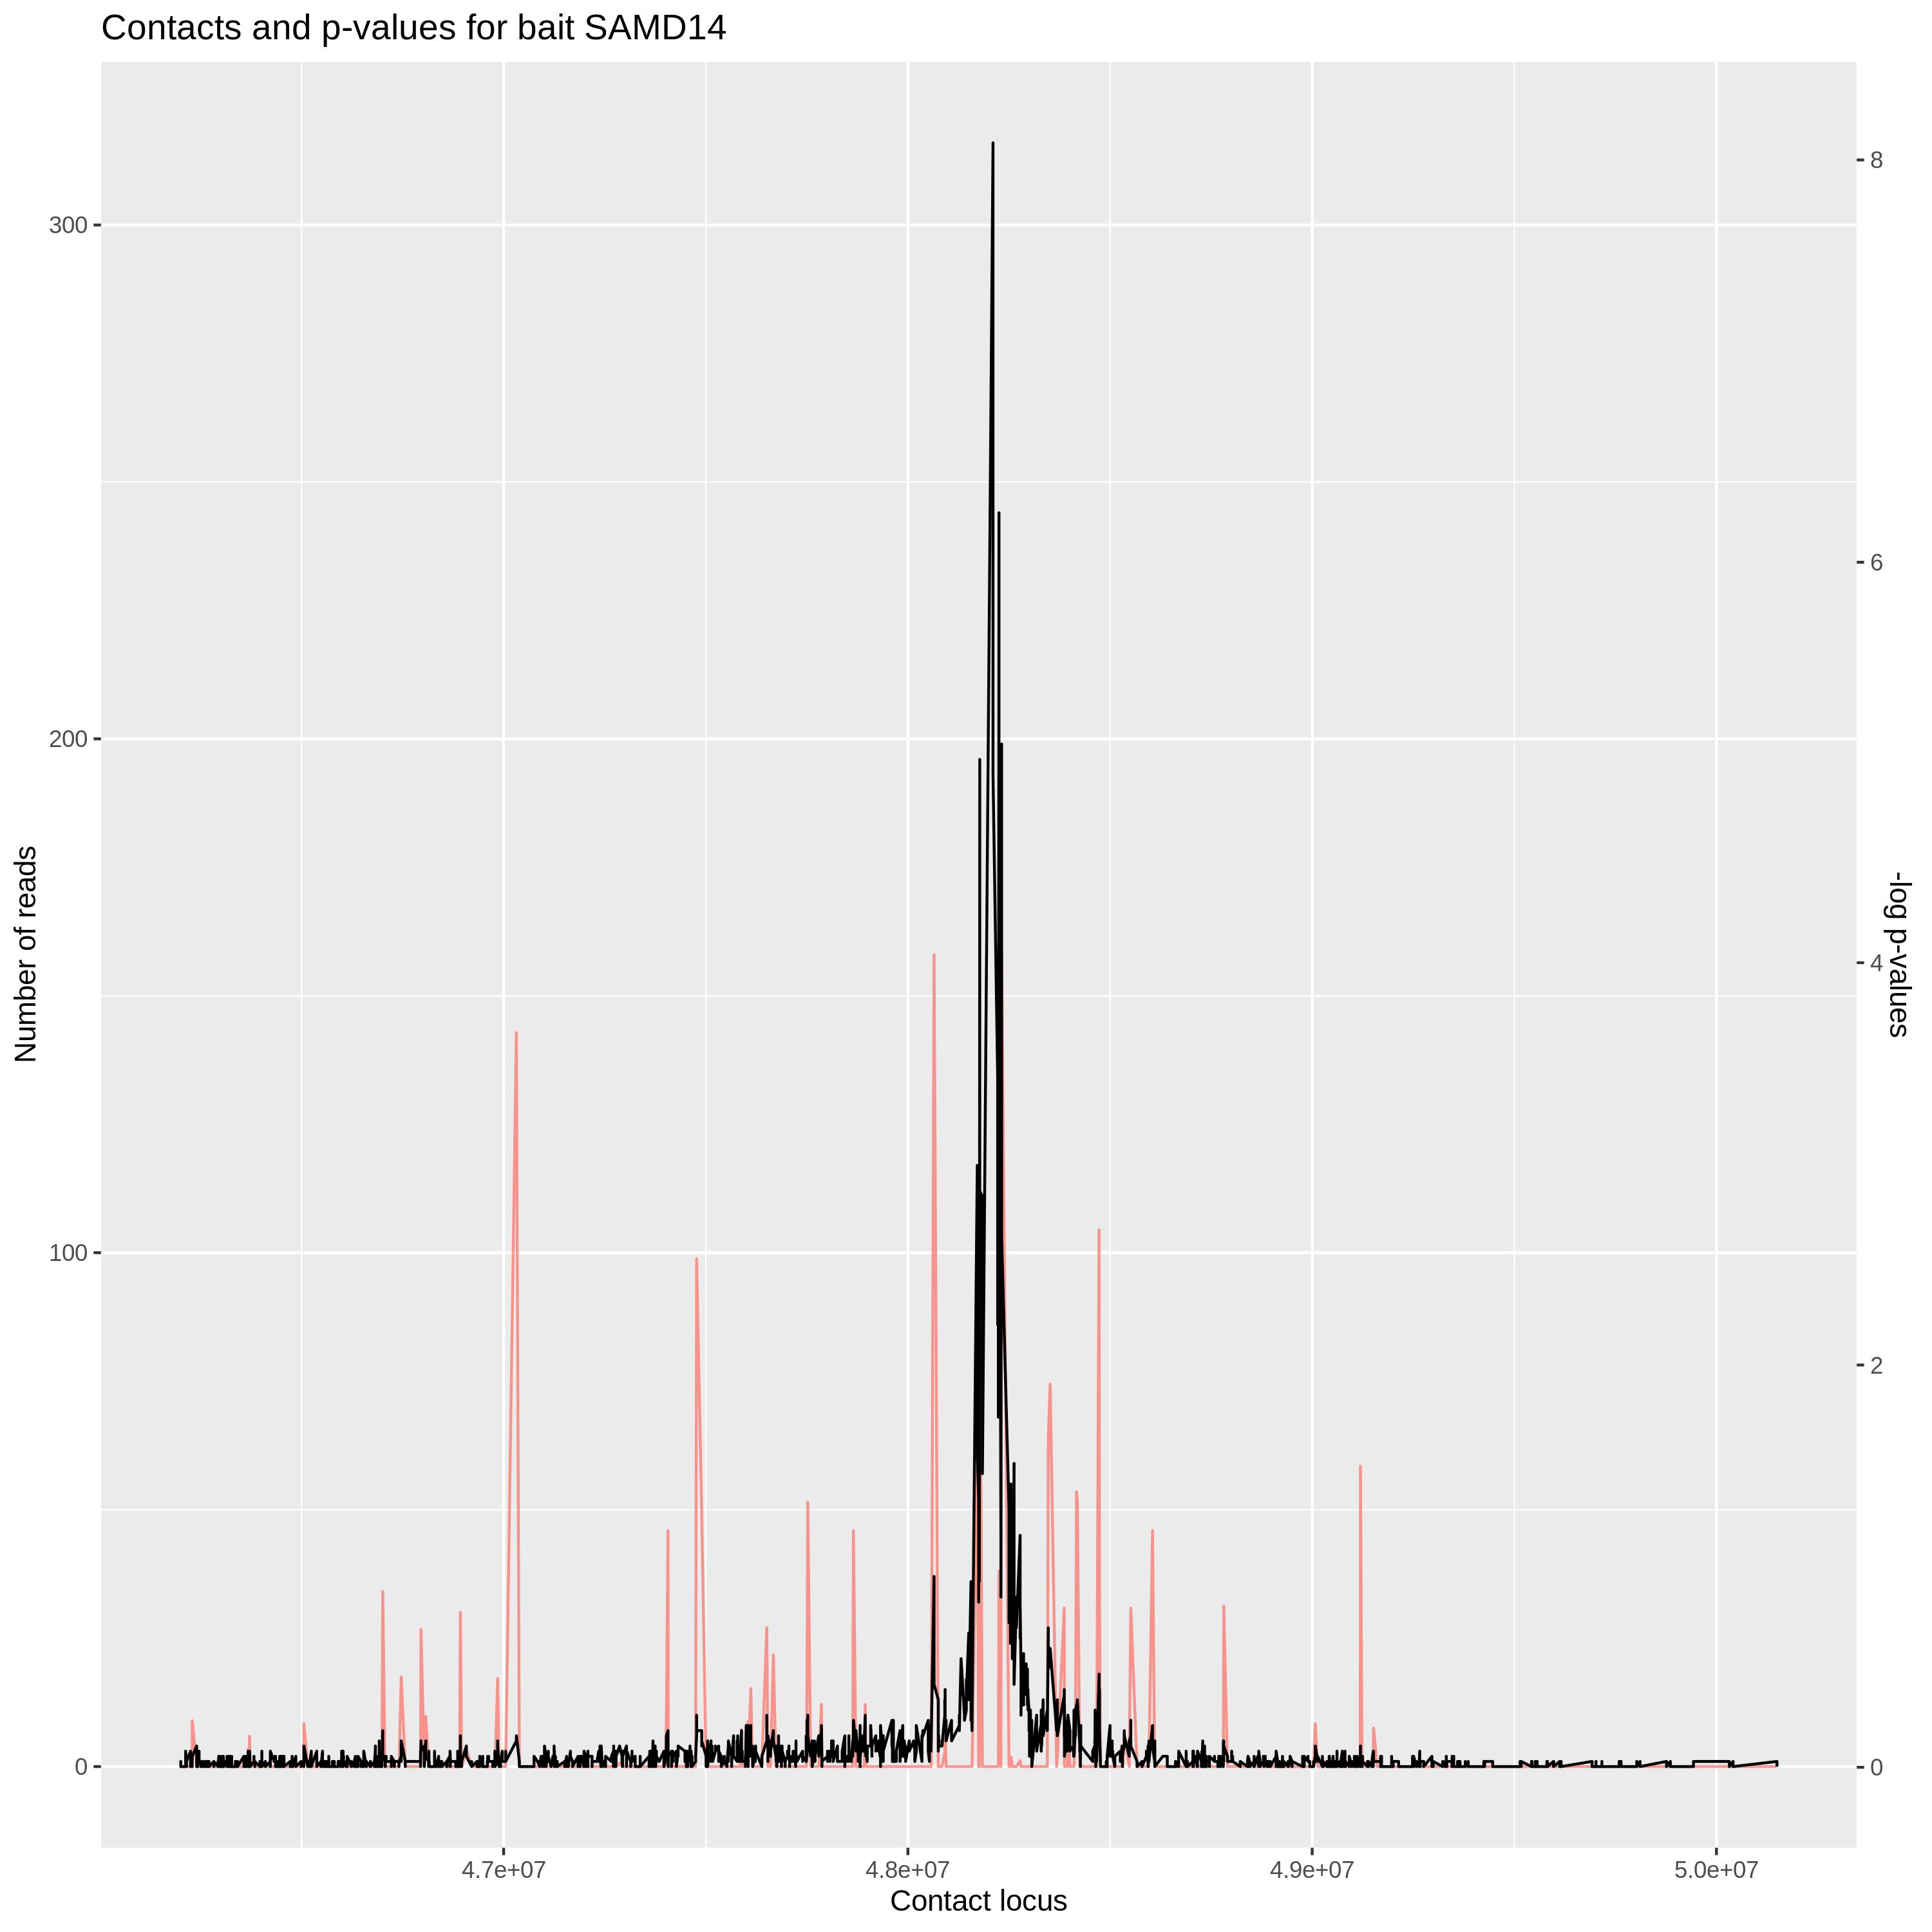 Contacts and p-values for bait SAMD14
300
200
100
0
Number of reads
8
6
4
2
0
-log p-values
4.7e+07
4.8e+07
4.9e+07
5.0e+07
Contact locus